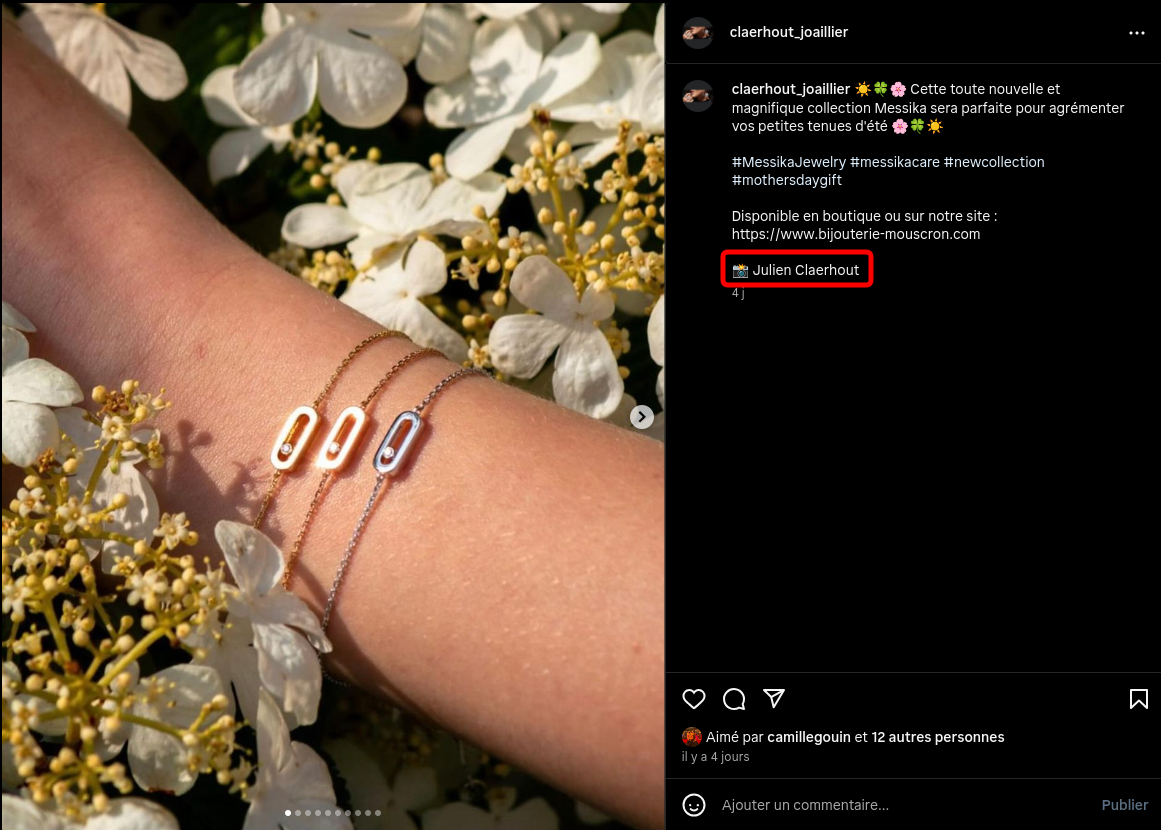 claerhout_joaillier
claerhout_joaillier ☀️🍀🌸 Cette toute nouvelle et
magnifique collection Messika sera parfaite pour agrémenter
vos petites tenues d'été 🌸🍀☀️
#MessikaJewelry #messikacare #newcollection
#mothersdaygift
Disponible en boutique ou sur notre site :
https://www.bijouterie-mouscron.com
📸 Julien Claerhout
4 j
Aimé par camillegouin et 12 autres personnes
il y a 4 jours
Ajouter un commentaire... Publier